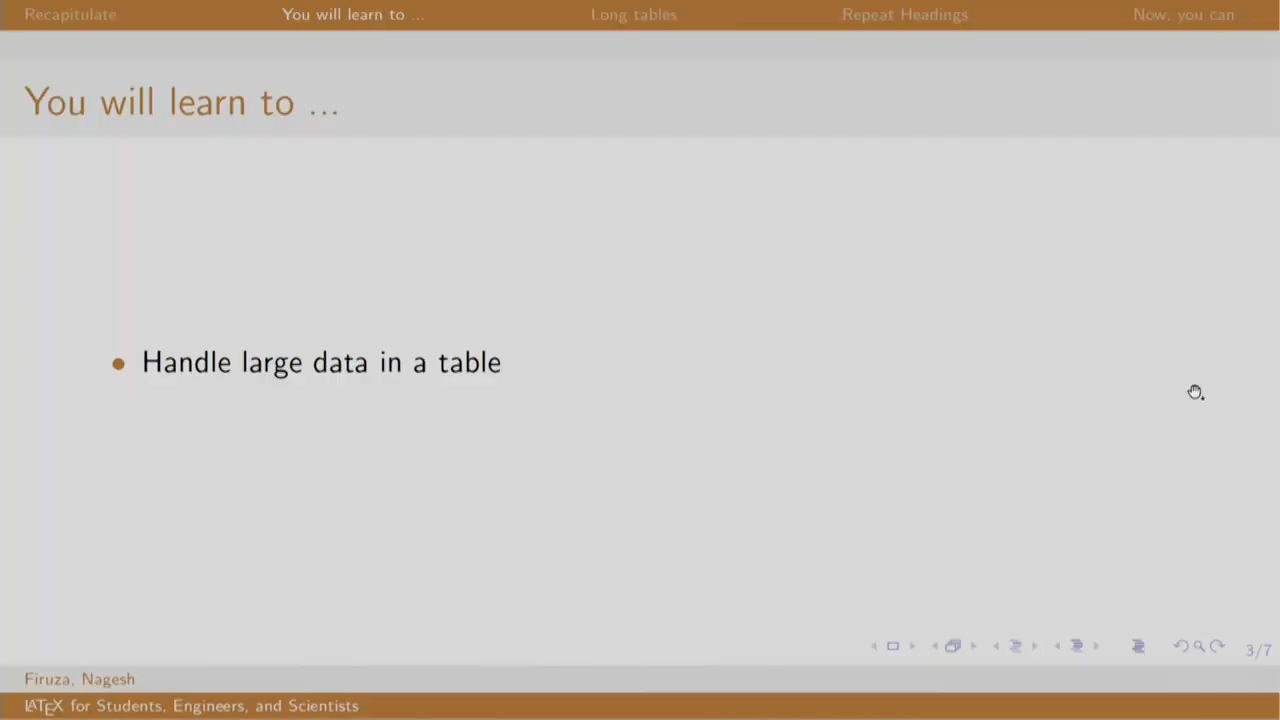 Recapitulate You will learn to ... Long tables Repeat Headings Now, you can
You will learn to ...
Handle large data in a table
3/7
Firuza, Nagesh
LATEX for Students, Engineers, and Scientists